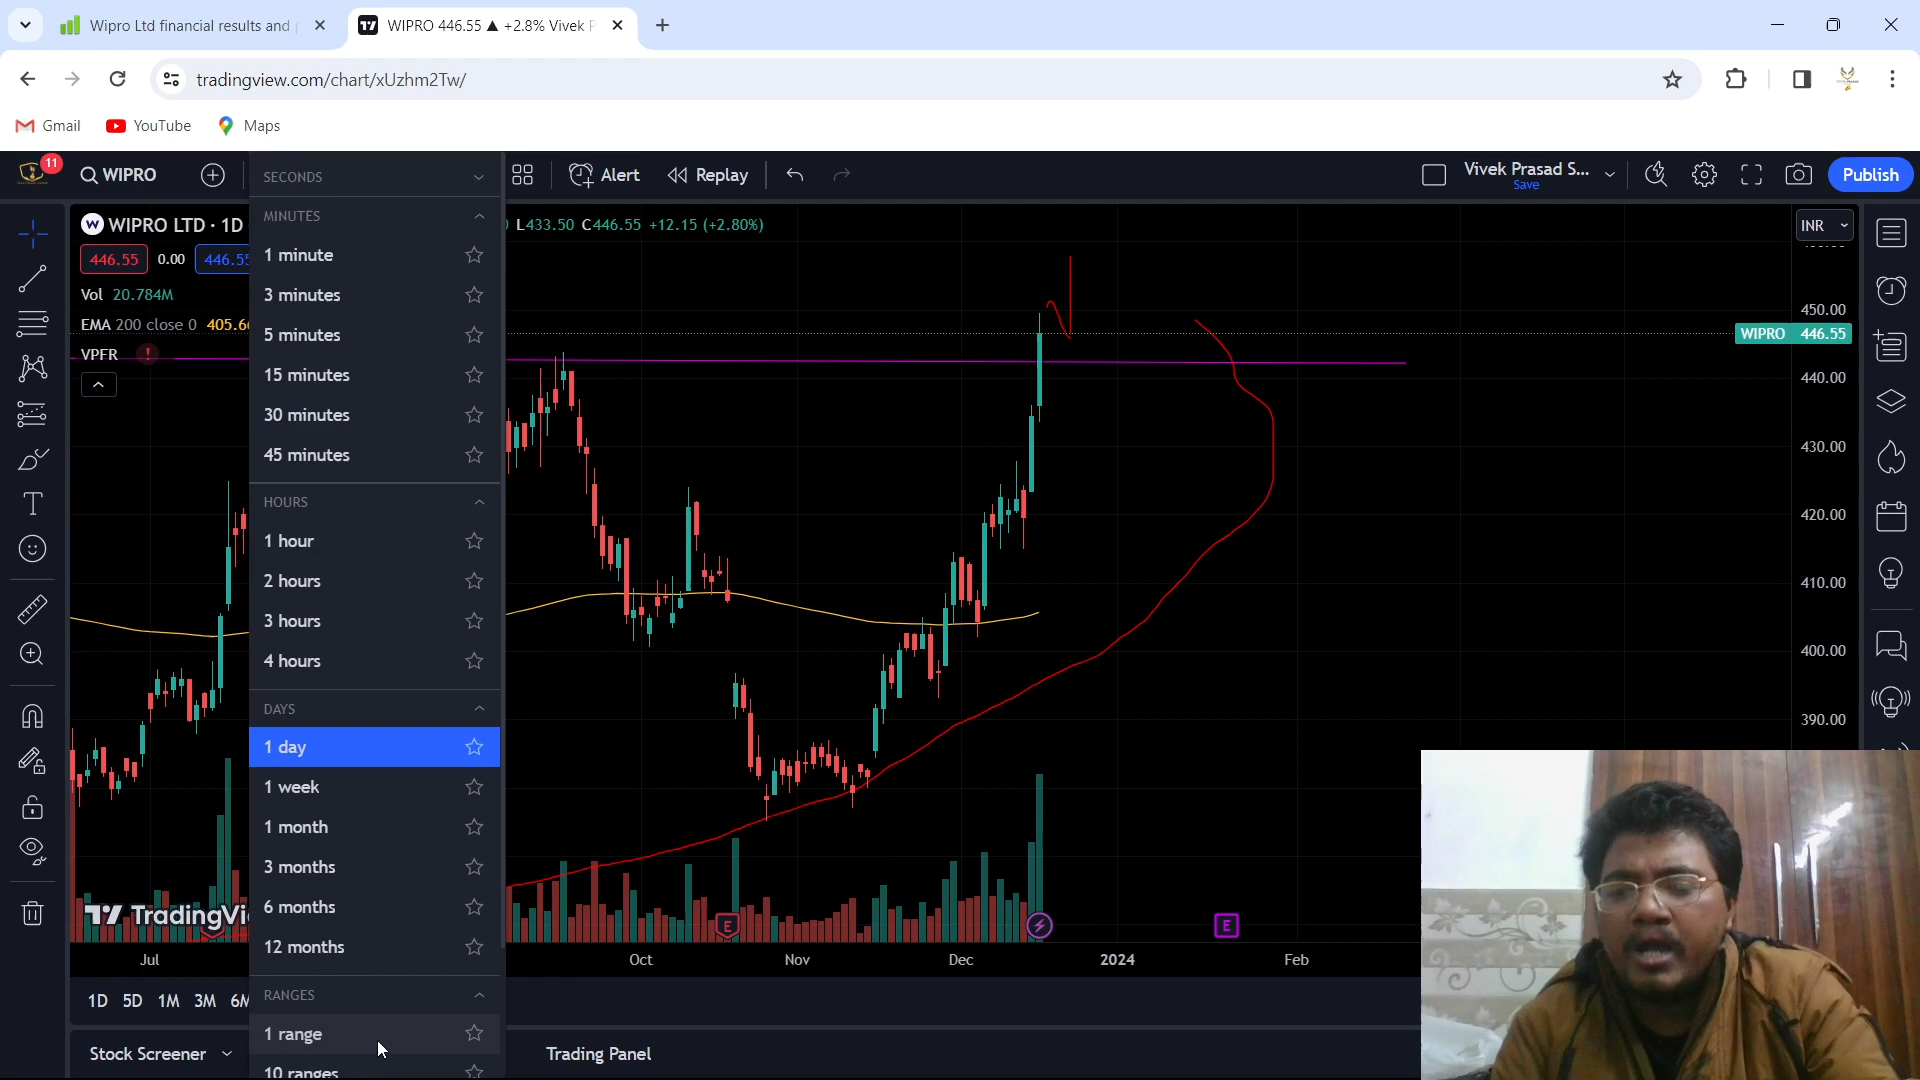 Wipro Ltd financial results and
WIPRO 446.55 ▲ +2.8% Vivek P
tradingview.com/chart/xUzhm2Tw/
Gmail
YouTube
Maps
11
WIPRO
SECONDS
Alert
Replay
Vivek Prasad S...
Save
Publish
WIPRO LTD · 1D
L433.50 C446.55 +12.15 (+2.80%)
INR
446.55
0.00
446.55
Vol 20.784M
EMA 200 close 0 405.6
VPFR
!
MINUTES
1 minute
3 minutes
5 minutes
15 minutes
30 minutes
45 minutes
HOURS
1 hour
2 hours
3 hours
4 hours
DAYS
1 day
1 week
1 month
3 months
6 months
12 months
RANGES
1 range
10 ranges
450.00
WIPRO 446.55
440.00
430.00
420.00
410.00
400.00
390.00
TradingVi
E
E
Jul
Oct
Nov
Dec
2024
Feb
1D
5D
1M
3M
6M
Stock Screener
Trading Panel